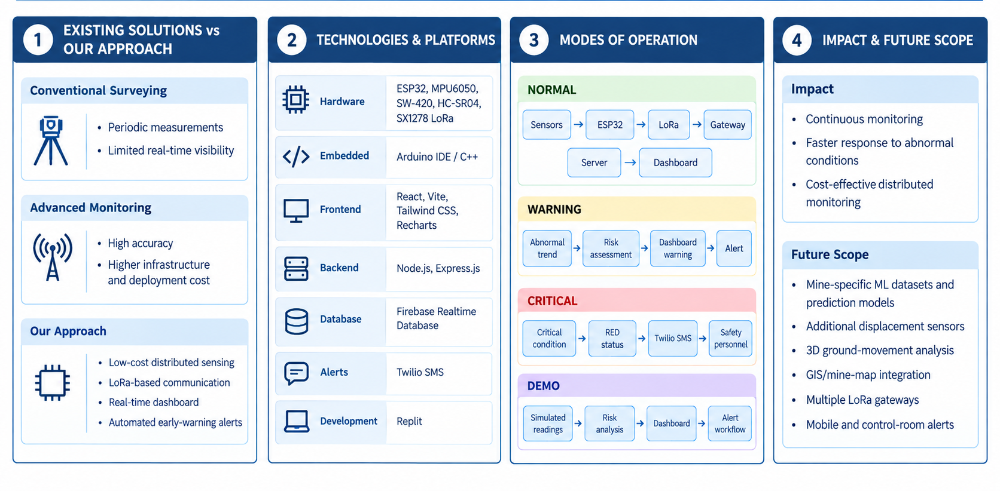 1
EXISTING SOLUTIONS vs
OUR APPROACH
Conventional Surveying
• Periodic measurements
• Limited real-time visibility
Advanced Monitoring
• High accuracy
• Higher infrastructure
and deployment cost
Our Approach
• Low-cost distributed sensing
• LoRa-based communication
• Real-time dashboard
• Automated early-warning alerts
2
TECHNOLOGIES & PLATFORMS
Hardware
ESP32, MPU6050,
SW-420, HC-SR04,
SX1278 LoRa
Embedded
Arduino IDE / C++
Frontend
React, Vite,
Tailwind CSS,
Recharts
Backend
Node.js, Express.js
Database
Firebase Realtime
Database
Alerts
Twilio SMS
Development
Replit
3
MODES OF OPERATION
NORMAL
Sensors → ESP32 → LoRa → Gateway
Server → Dashboard
WARNING
Abnormal
trend
→
Risk
assessment
→
Dashboard
warning
→
Alert
CRITICAL
Critical
condition
→
RED
status
→
Twilio SMS
→
Safety
personnel
DEMO
Simulated
readings
→
Risk
analysis
→
Dashboard
→
Alert
workflow
4
IMPACT & FUTURE SCOPE
Impact
• Continuous monitoring
• Faster response to abnormal
conditions
• Cost-effective distributed
monitoring
Future Scope
• Mine-specific ML datasets and
prediction models
• Additional displacement sensors
• 3D ground-movement analysis
• GIS/mine-map integration
• Multiple LoRa gateways
• Mobile and control-room alerts